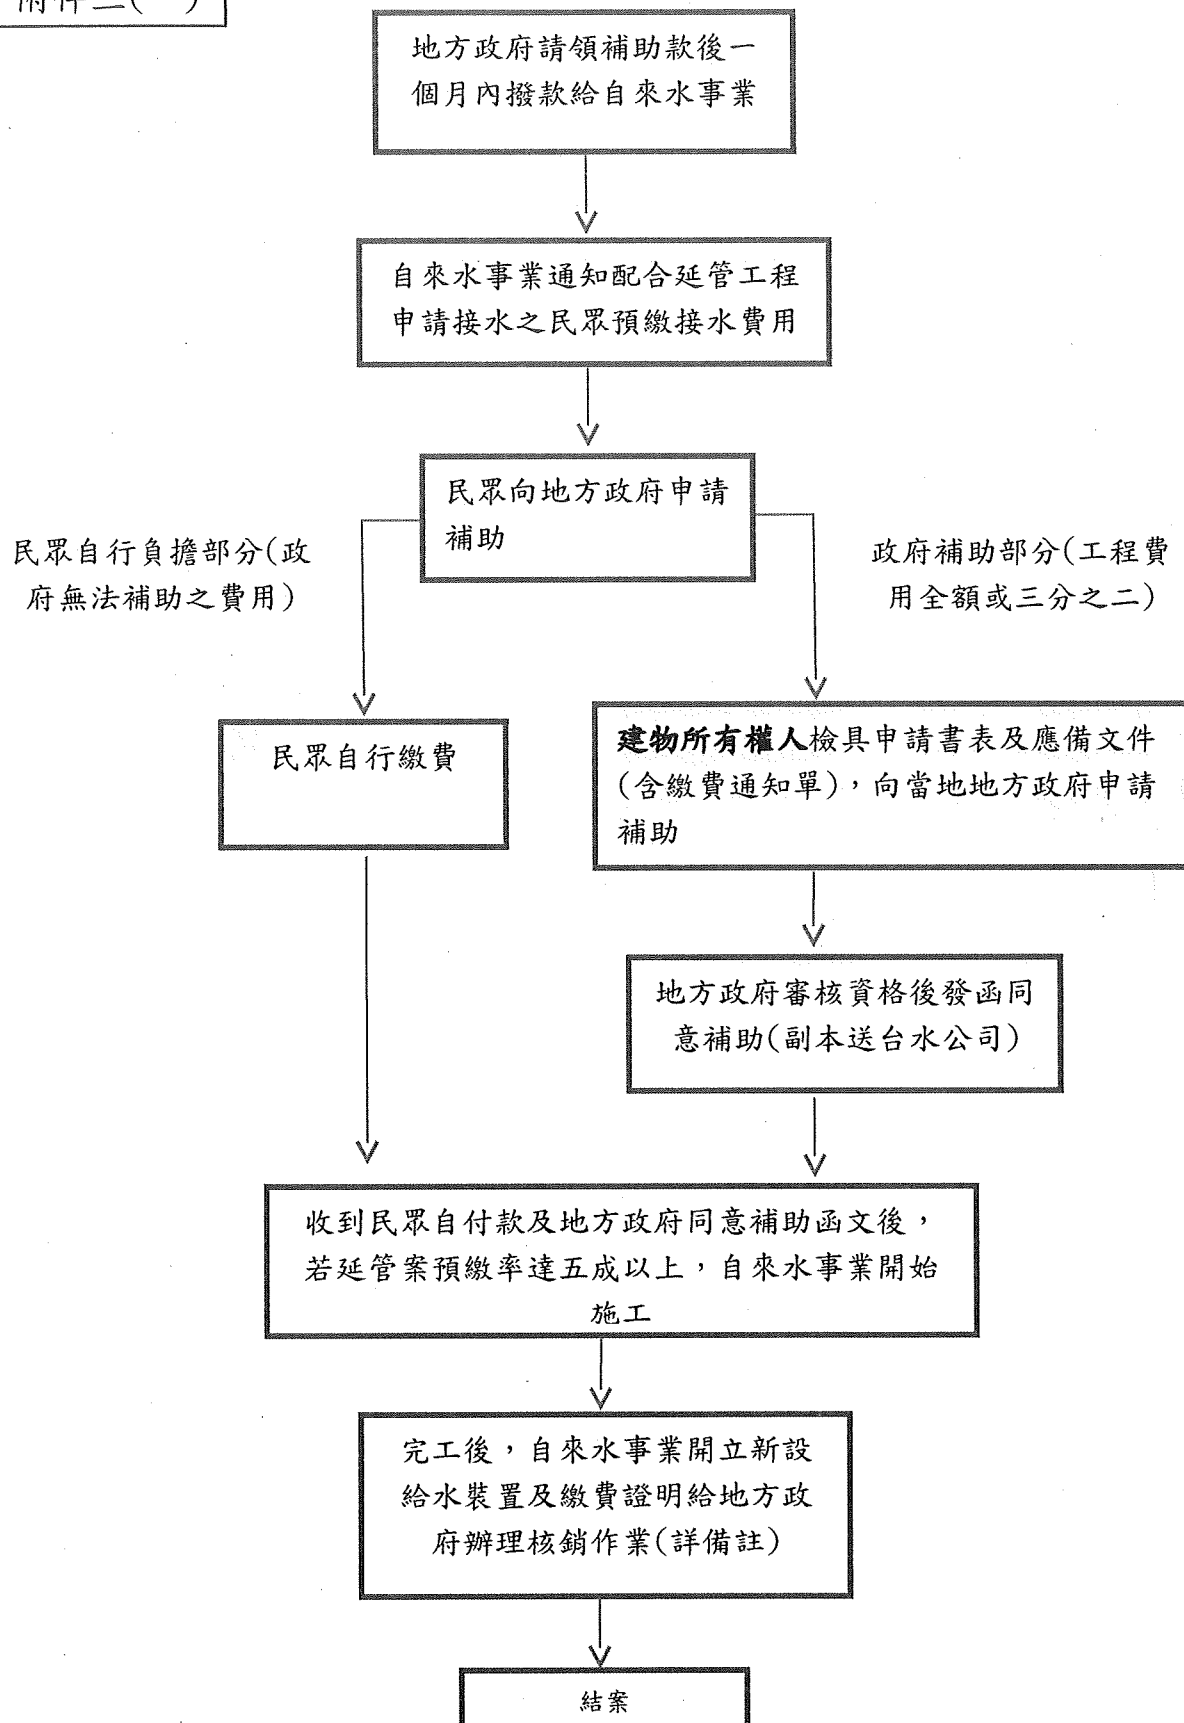 地方政府請領補助款後一
個月內撥款給自來水事業
自來水事業通知配合延管工程
申請接水之民眾預繳接水費用
民眾向地方政府申請
補助
民眾自行負擔部分(政
府無法補助之費用)
政府補助部分(工程費
用全額或三分之二)
民眾自行繳費
建物所有權人檢具申請書表及應備文件
(含繳費通知單)，向當地地方政府申請
補助
地方政府審核資格後發函同
意補助(副本送台水公司)
收到民眾自付款及地方政府同意補助函文後，
若延管案預繳率達五成以上，自來水事業開始
施工
完工後，自來水事業開立新設
給水裝置及繳費證明給地方政
府辦理核銷作業(詳備註)
結案